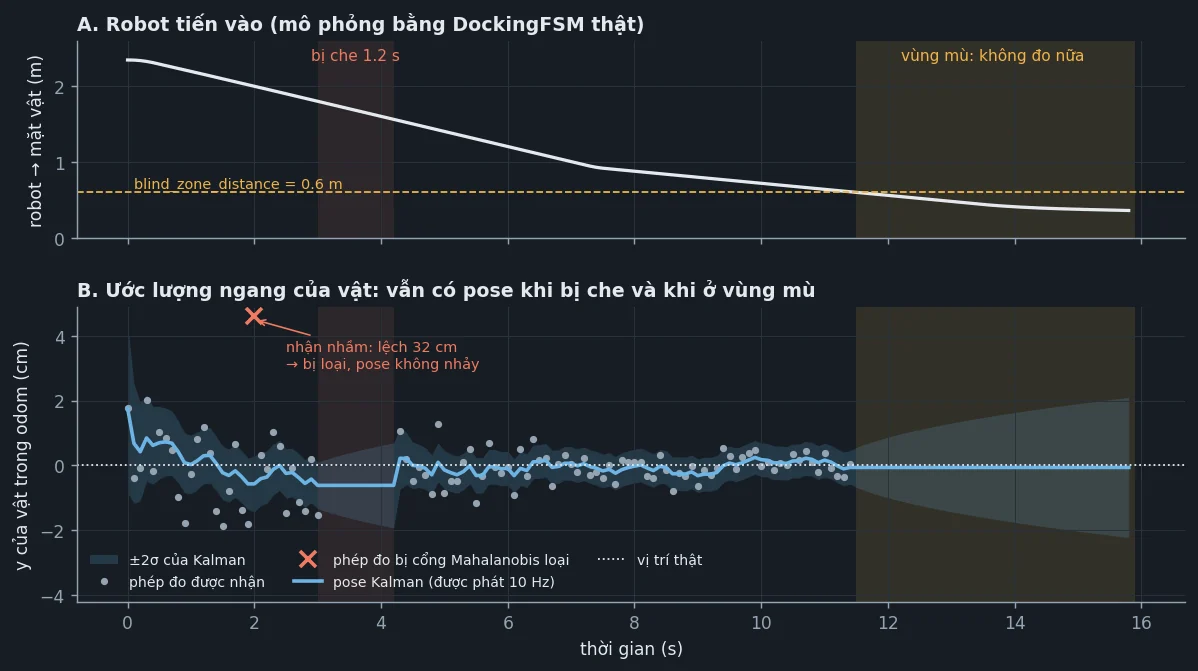 A. Robot tiến vào (mô phỏng bằng DockingFSM thật)
robot → mặt vật (m)
2
1
0
bị che 1.2 s
vùng mù: không đo nữa
blind_zone_distance = 0.6 m
B. Ước lượng ngang của vật: vẫn có pose khi bị che và khi ở vùng mù
y của vật trong odom (cm)
4
2
0
−2
−4
nhận nhầm: lệch 32 cm
→ bị loại, pose không nhảy
±2σ của Kalman
phép đo được nhận
phép đo bị cổng Mahalanobis loại
pose Kalman (được phát 10 Hz)
vị trí thật
0
2
4
6
8
10
12
14
16
thời gian (s)